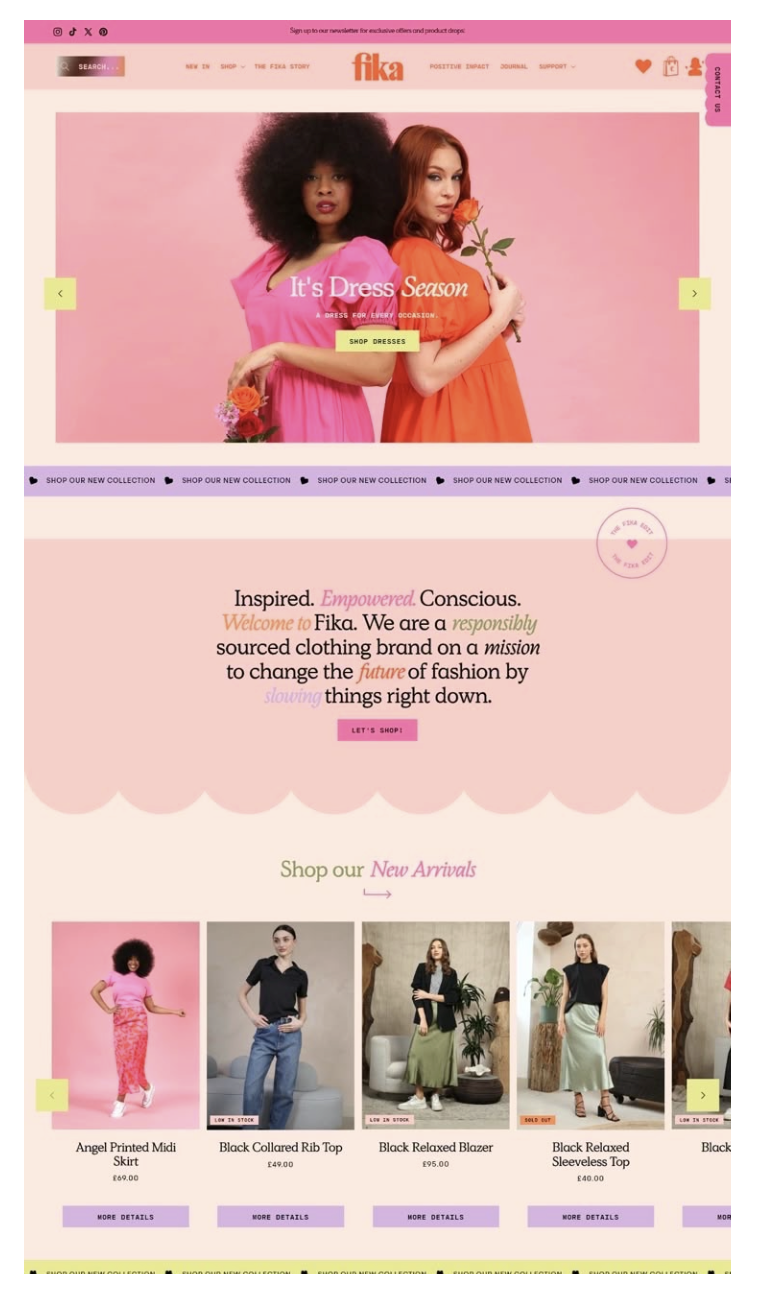 Sign up to our newsletter for exclusive offers and product drops!
SEARCH...
NEW IN SHOP THE FIKA STORY
fika
POSITIVE IMPACT JOURNAL SUPPORT
CONTACT US
It's Dress Season
A DRESS FOR EVERY OCCASION.
SHOP DRESSES
SHOP OUR NEW COLLECTION SHOP OUR NEW COLLECTION SHOP OUR NEW COLLECTION SHOP OUR NEW COLLECTION SHOP OUR NEW COLLECTION S
THE FIKA EDIT
THE FIKA EDIT
Inspired. Empowered. Conscious.
Welcome to Fika. We are a responsibly
sourced clothing brand on a mission
to change the future of fashion by
slowing things right down.
LET'S SHOP!
Shop our New Arrivals
LOW IN STOCK
LOW IN STOCK
SOLD OUT
LOW IN STOCK
Angel Printed Midi
Skirt
£69.00
MORE DETAILS
Black Collared Rib Top
£49.00
MORE DETAILS
Black Relaxed Blazer
£95.00
MORE DETAILS
Black Relaxed
Sleeveless Top
£40.00
MORE DETAILS
Black
MOR
SHOP OUR NEW COLLECTION SHOP OUR NEW COLLECTION SHOP OUR NEW COLLECTION SHOP OUR NEW COLLECTION SHOP OUR NEW COLLECTION S